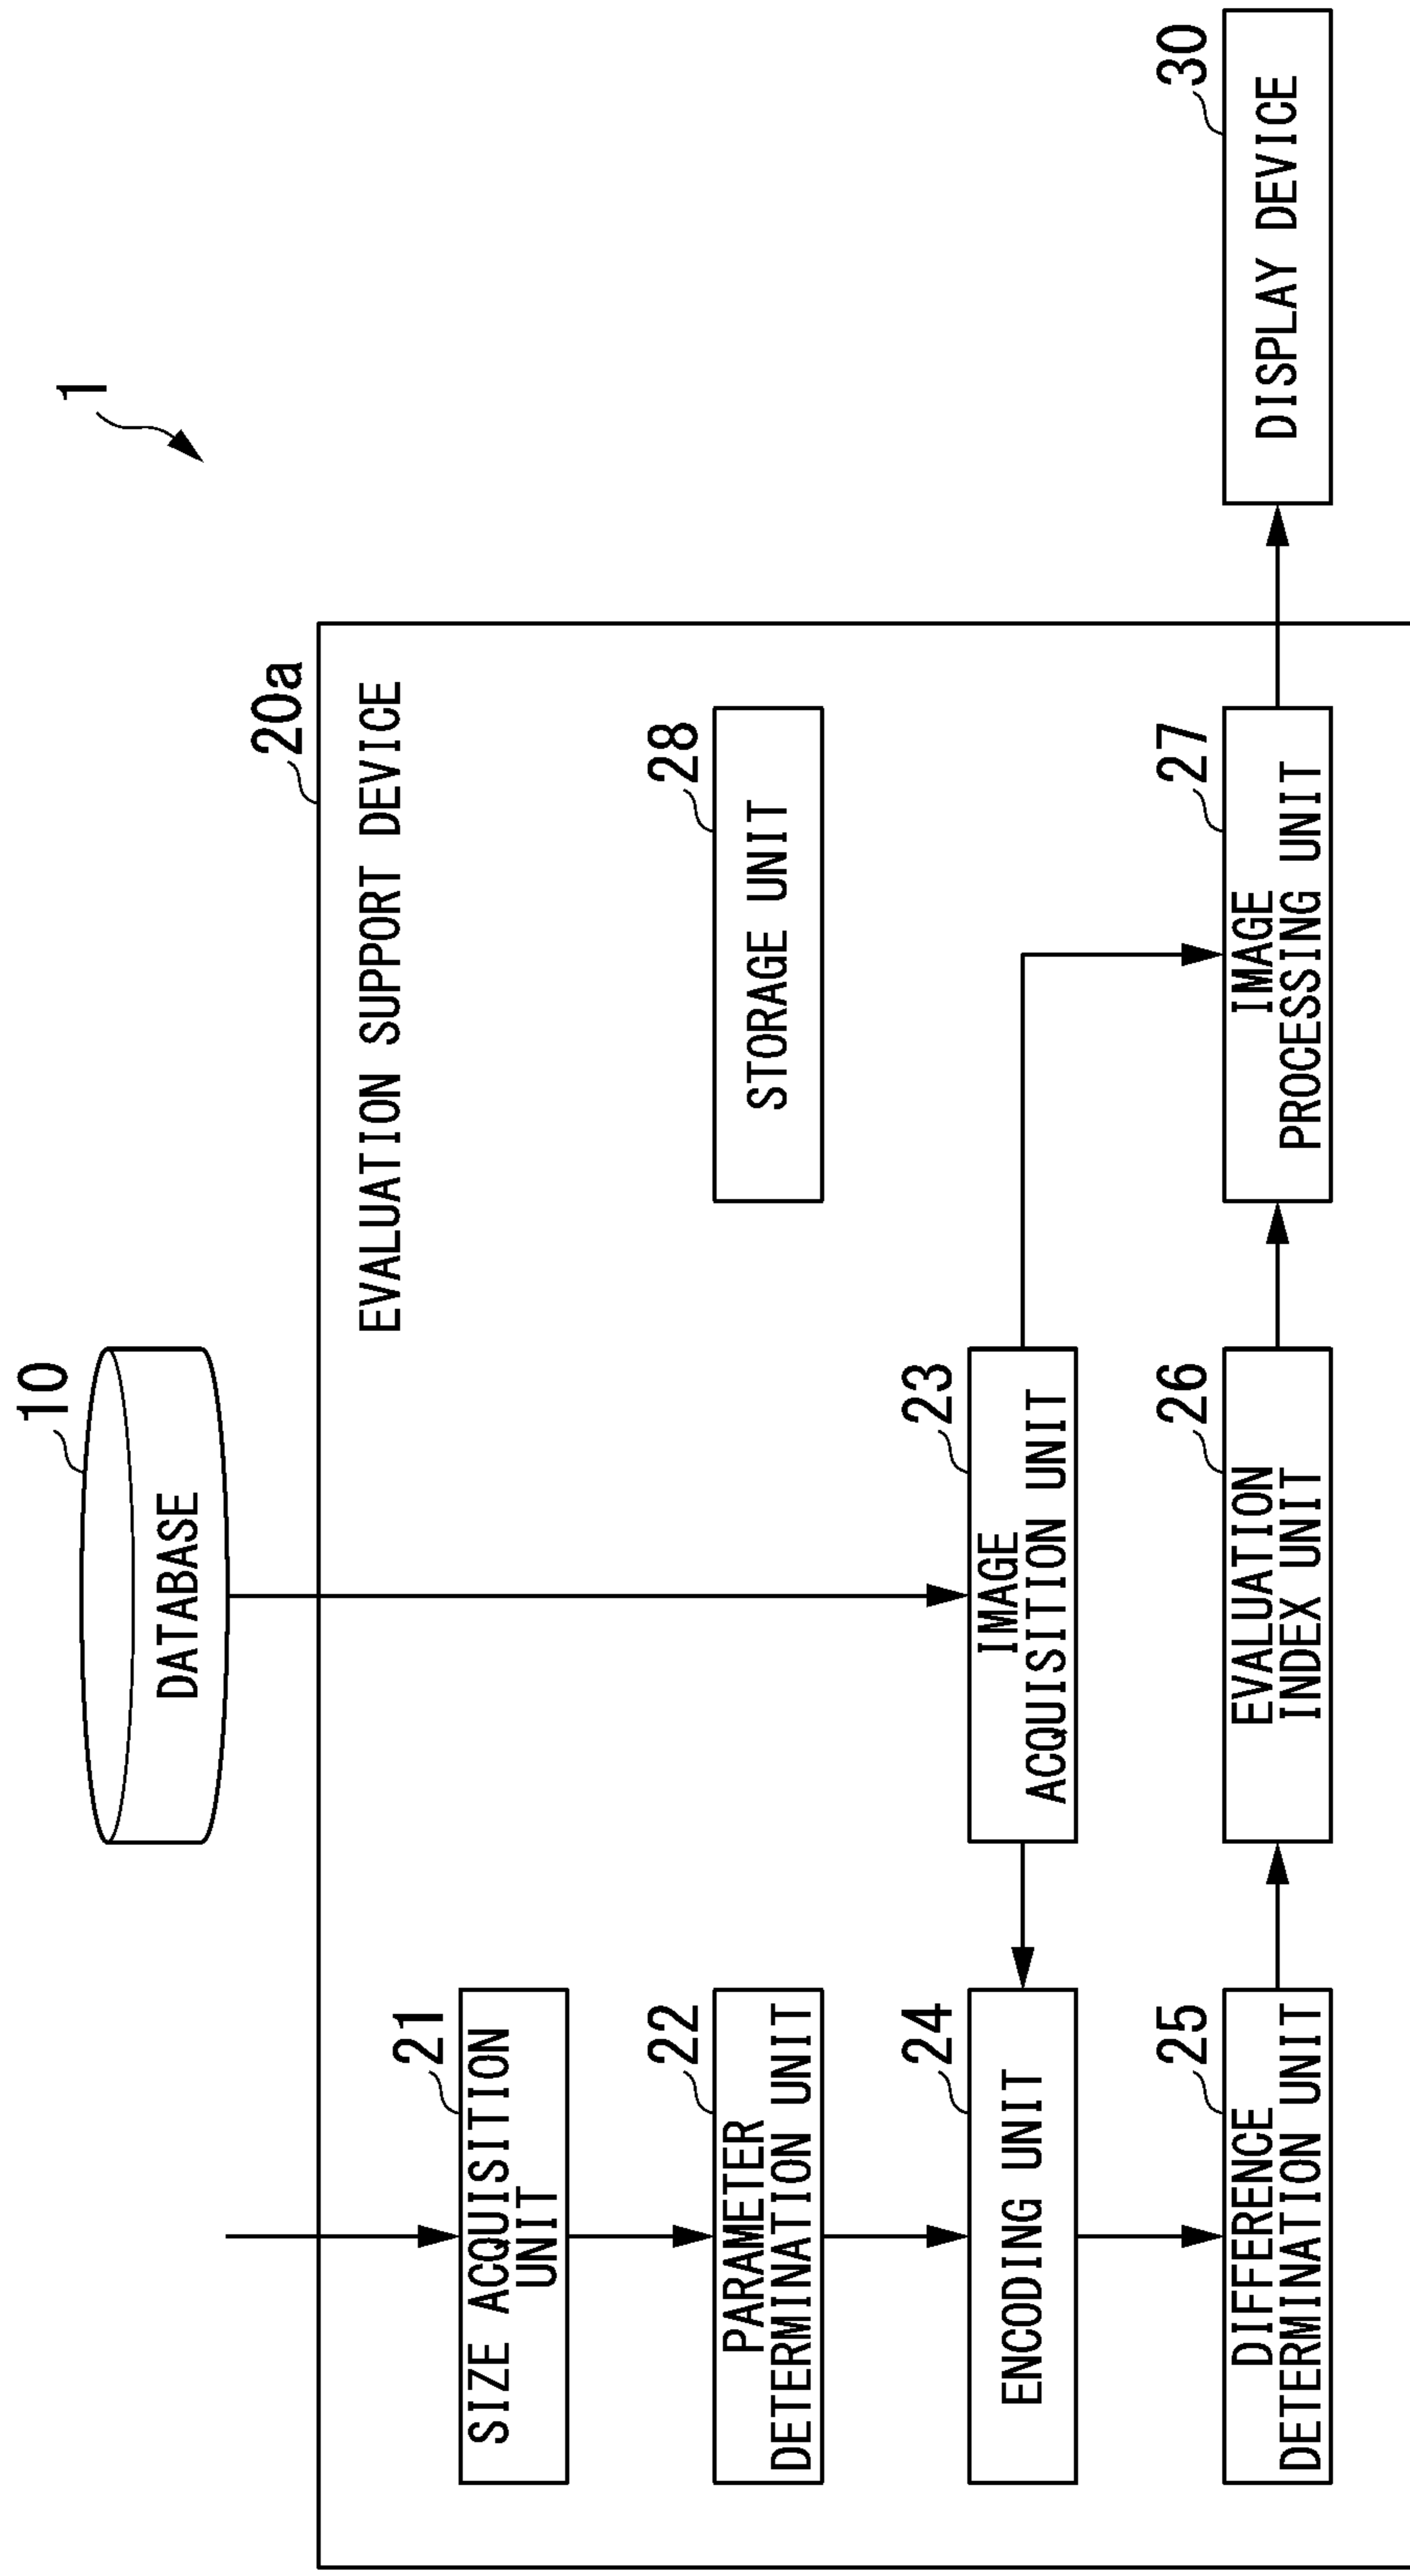 1
10
DATABASE
20a
EVALUATION SUPPORT DEVICE
21
SIZE ACQUISITION
UNIT
22
PARAMETER
DETERMINATION UNIT
28
STORAGE UNIT
24
ENCODING UNIT
23
IMAGE
ACQUISITION UNIT
25
DIFFERENCE
DETERMINATION UNIT
26
EVALUATION
INDEX UNIT
27
IMAGE
PROCESSING UNIT
30
DISPLAY DEVICE